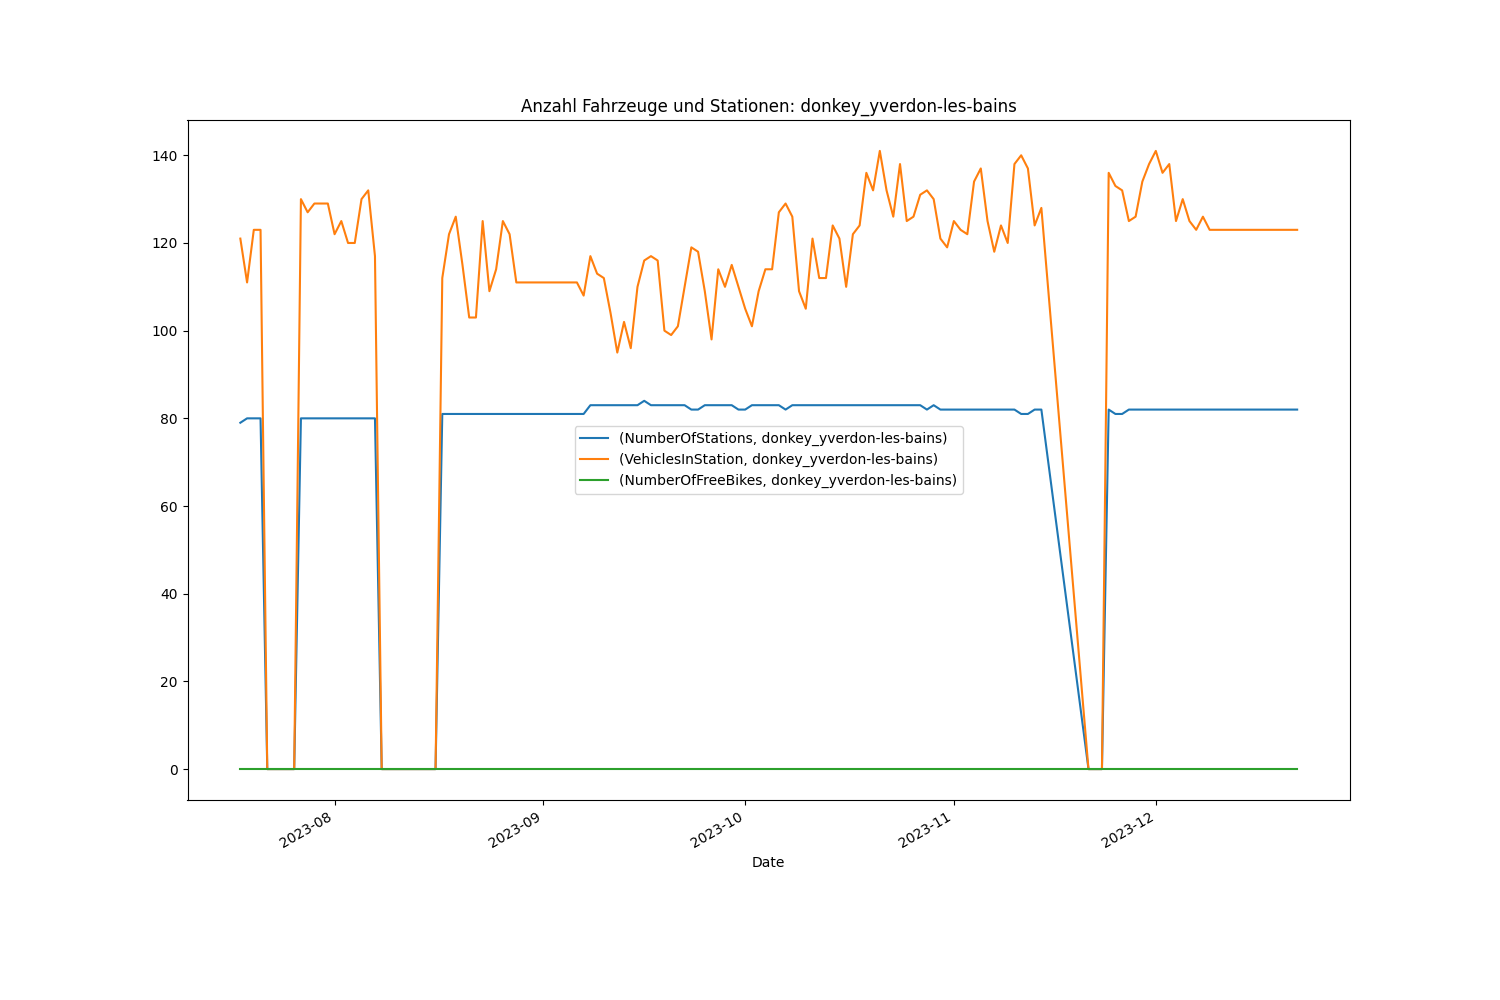 Anzahl Fahrzeuge und Stationen: donkey_yverdon-les-bains
140
120
100
80
60
40
20
0
(NumberOfStations, donkey_yverdon-les-bains)
(VehiclesInStation, donkey_yverdon-les-bains)
(NumberOfFreeBikes, donkey_yverdon-les-bains)
2023-08
2023-09
2023-10
2023-11
2023-12
Date